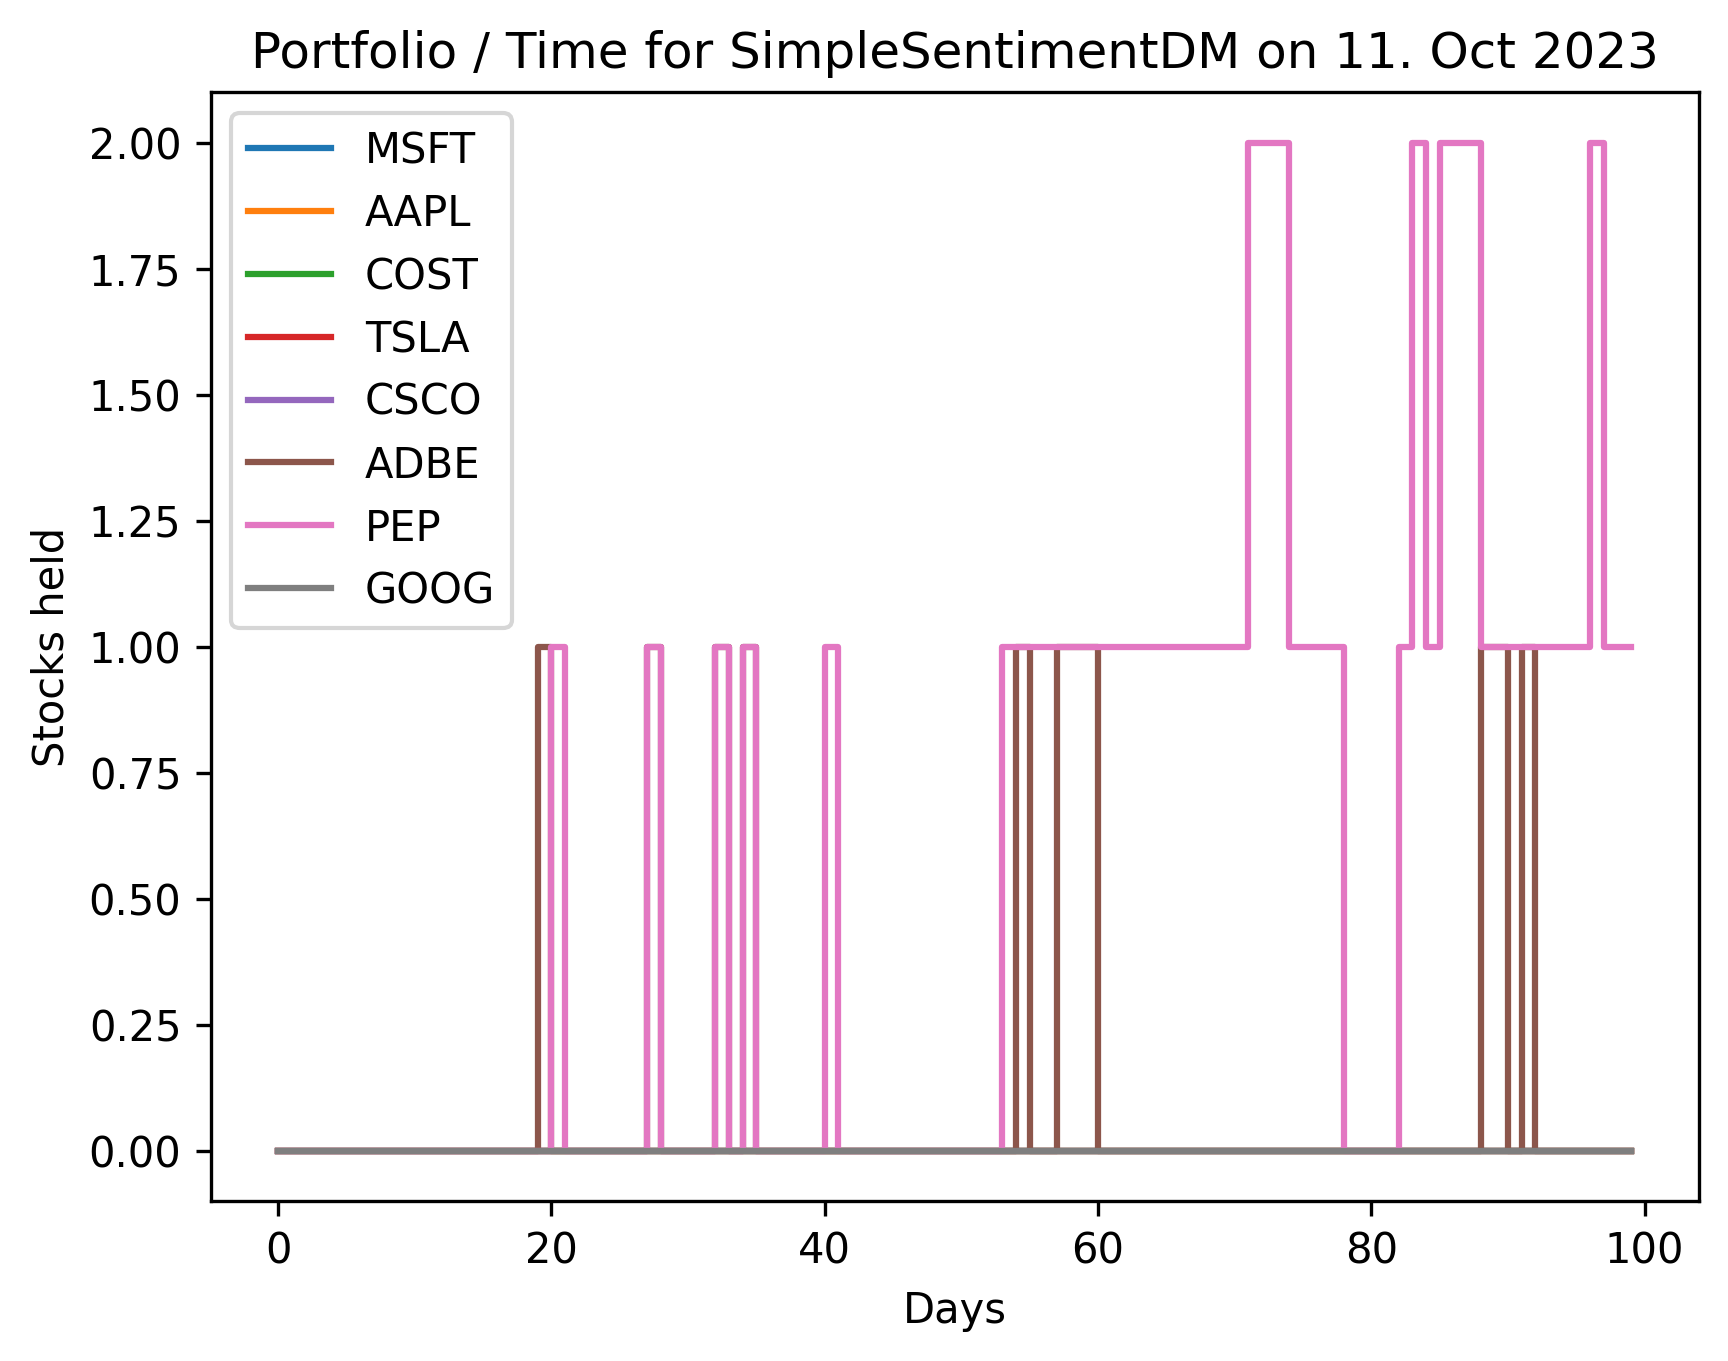 Portfolio / Time for SimpleSentimentDM on 11. Oct 2023
MSFT
AAPL
COST
TSLA
CSCO
ADBE
PEP
GOOG
Stocks held
2.00
1.75
1.50
1.25
1.00
0.75
0.50
0.25
0.00
0 20 40 60 80 100
Days